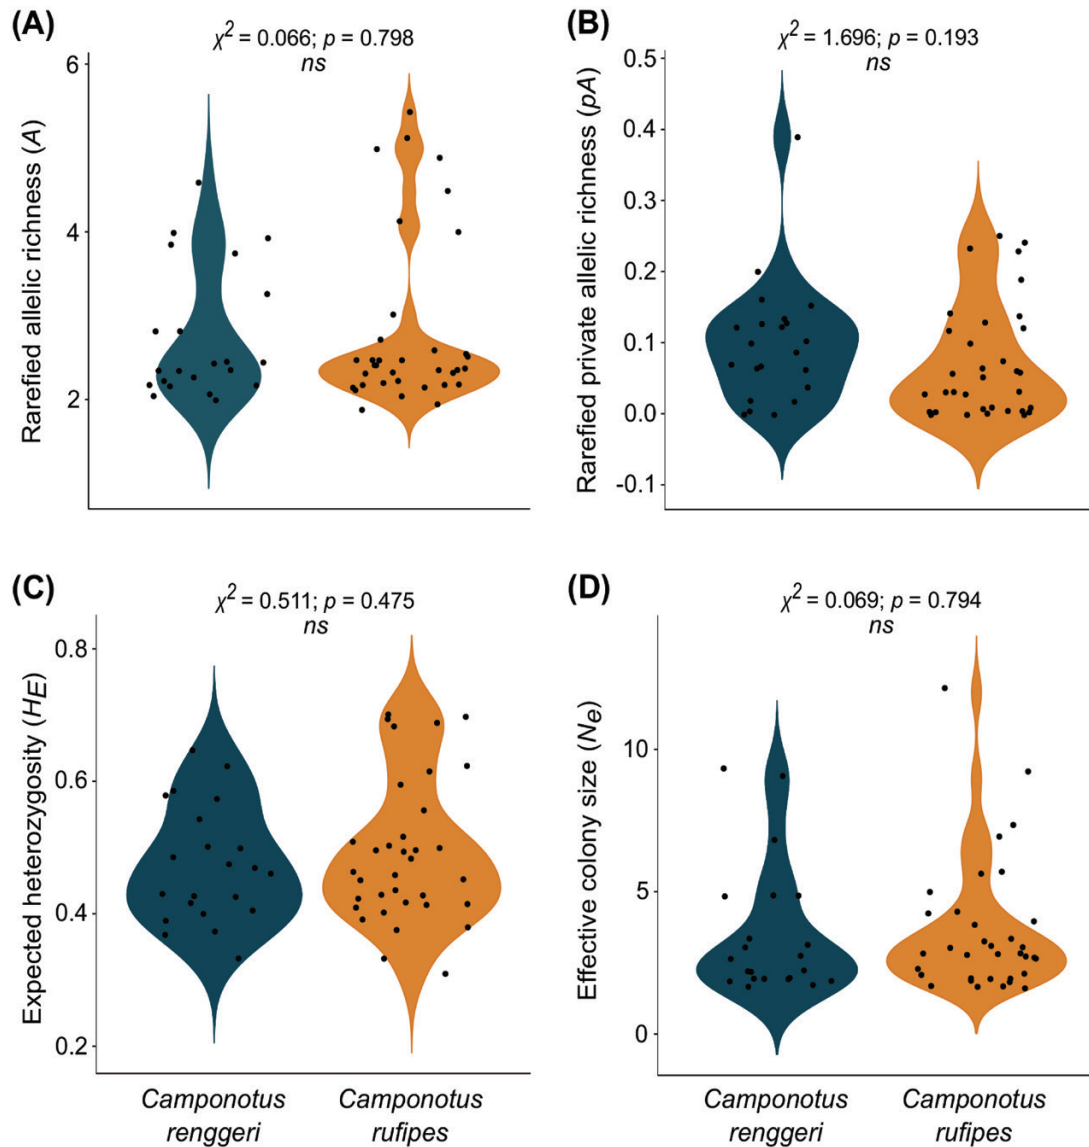 (A)
χ² = 0.066; p = 0.798
ns
Rarefied allelic richness (A)
6
4
2
(B)
χ² = 1.696; p = 0.193
ns
Rarefied private allelic richness (pA)
0.5
0.4
0.3
0.2
0.1
0.0
-0.1
(C)
χ² = 0.511; p = 0.475
ns
Expected heterozygosity (HE)
0.8
0.6
0.4
0.2
Camponotus
renggeri
Camponotus
rufipes
(D)
χ² = 0.069; p = 0.794
ns
Effective colony size (Ne)
10
5
0
Camponotus
renggeri
Camponotus
rufipes